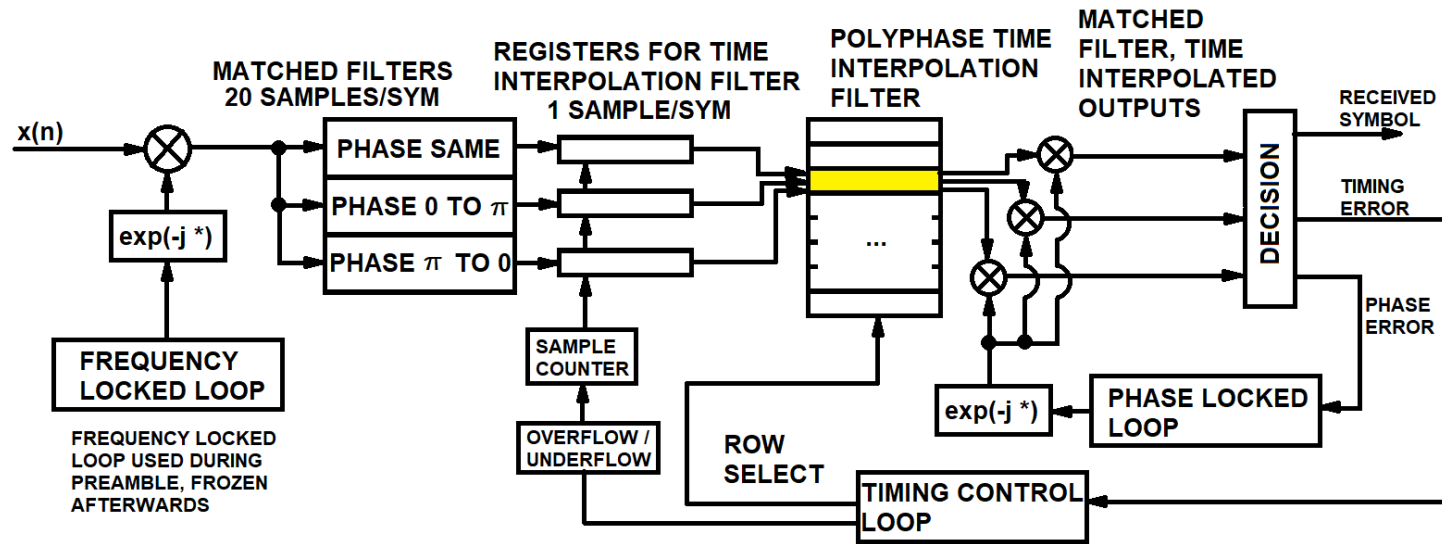 x(n)
MATCHED FILTERS
20 SAMPLES/SYM
REGISTERS FOR TIME
INTERPOLATION FILTER
1 SAMPLE/SYM
POLYPHASE TIME
INTERPOLATION
FILTER
MATCHED
FILTER, TIME
INTERPOLATED
OUTPUTS
RECEIVED
SYMBOL
PHASE SAME
PHASE 0 TO π
PHASE π TO 0
exp(-j *)
...
DECISION
TIMING
ERROR
PHASE
ERROR
FREQUENCY
LOCKED LOOP
SAMPLE
COUNTER
exp(-j *)
PHASE LOCKED
LOOP
FREQUENCY LOCKED
LOOP USED DURING
PREAMBLE, FROZEN
AFTERWARDS
OVERFLOW /
UNDERFLOW
ROW
SELECT
TIMING CONTROL
LOOP